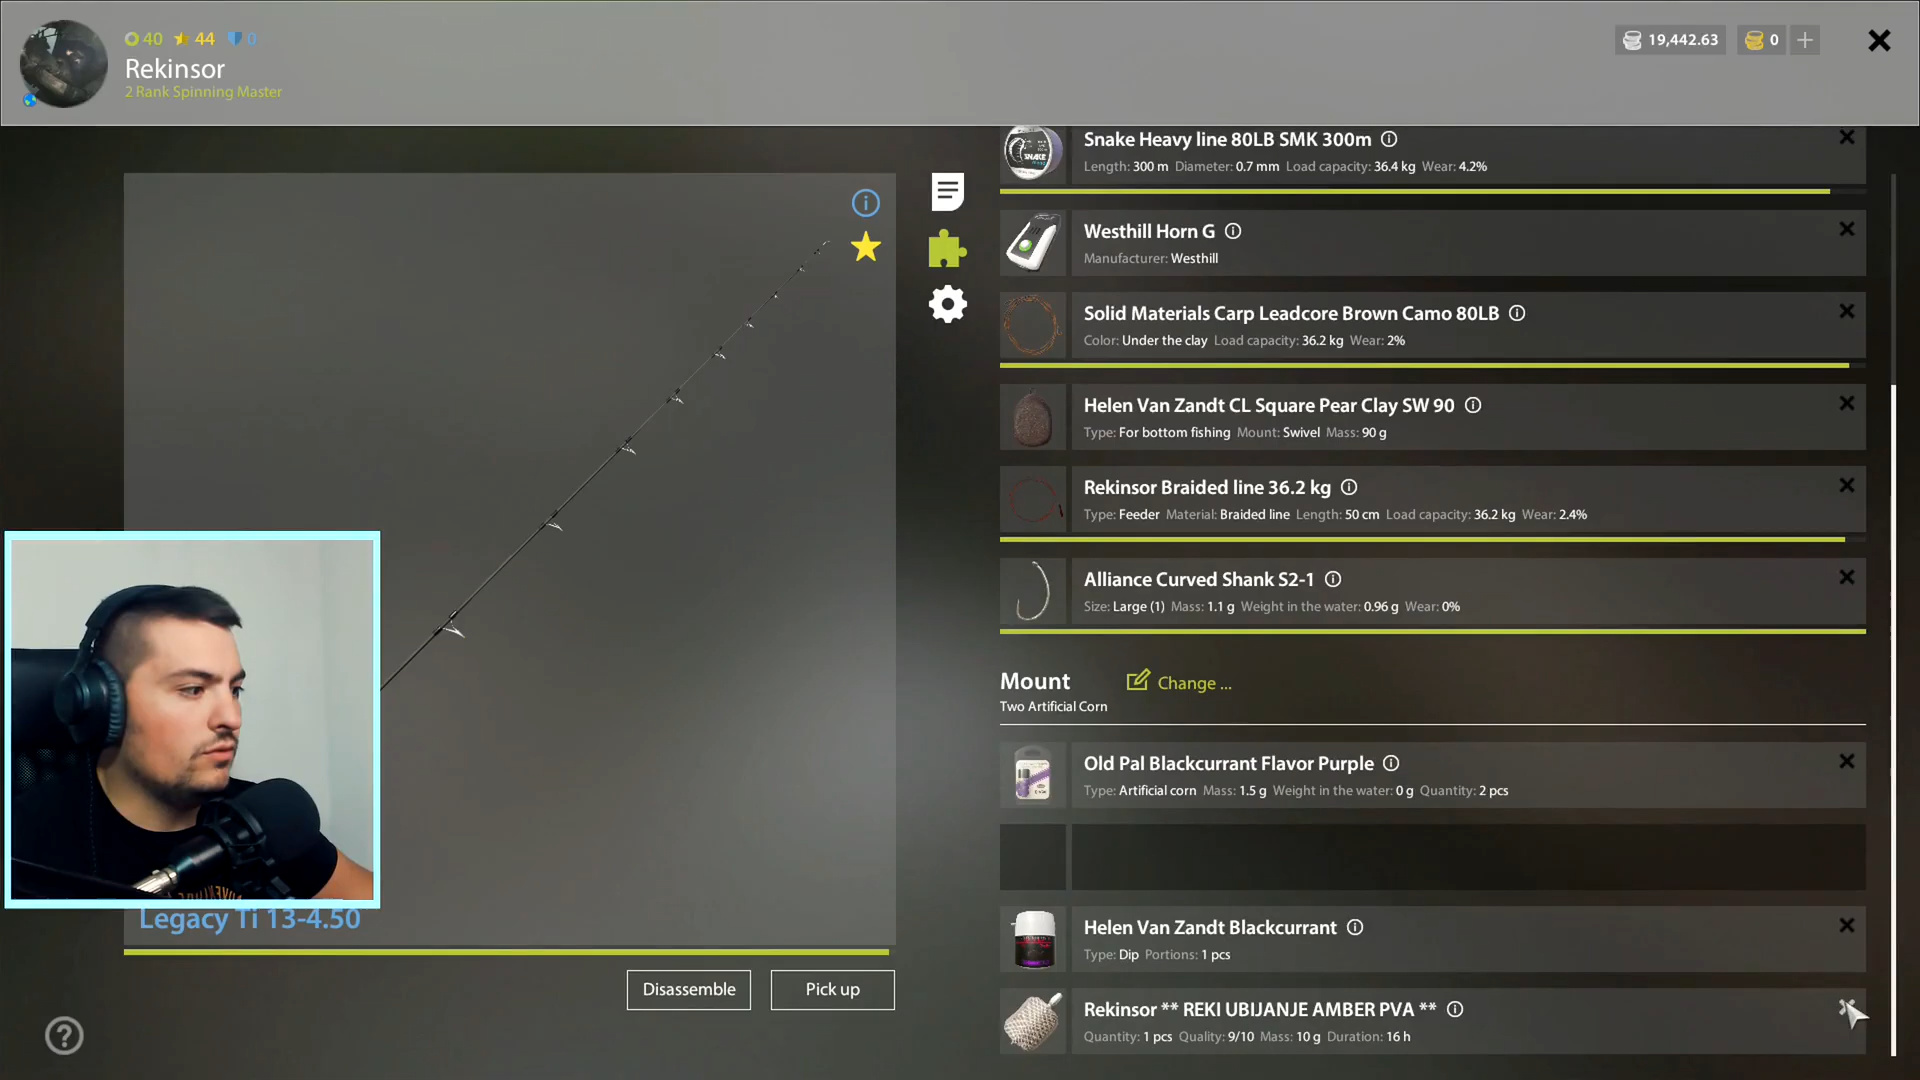 40 44 0
Rekinsor
2 Rank Spinning Master
19,442.63 0
Snake Heavy line 80LB SMK 300m
Length: 300 m Diameter: 0.7 mm Load capacity: 36.4 kg Wear: 4.2%
Westhill Horn G
Manufacturer: Westhill
Solid Materials Carp Leadcore Brown Camo 80LB
Color: Under the clay Load capacity: 36.2 kg Wear: 2%
Helen Van Zandt CL Square Pear Clay SW 90
Type: For bottom fishing Mount: Swivel Mass: 90 g
Rekinsor Braided line 36.2 kg
Type: Feeder Material: Braided line Length: 50 cm Load capacity: 36.2 kg Wear: 2.4%
Alliance Curved Shank S2-1
Size: Large (1) Mass: 1.1 g Weight in the water: 0.96 g Wear: 0%
Mount Change ...
Two Artificial Corn
Old Pal Blackcurrant Flavor Purple
Type: Artificial corn Mass: 1.5 g Weight in the water: 0 g Quantity: 2 pcs
Helen Van Zandt Blackcurrant
Type: Dip Portions: 1 pcs
Rekinsor ** REKI UBIJANJE AMBER PVA **
Quantity: 1 pcs Quality: 9/10 Mass: 10 g Duration: 16 h
Legacy Ti 13-4.50
Disassemble
Pick up